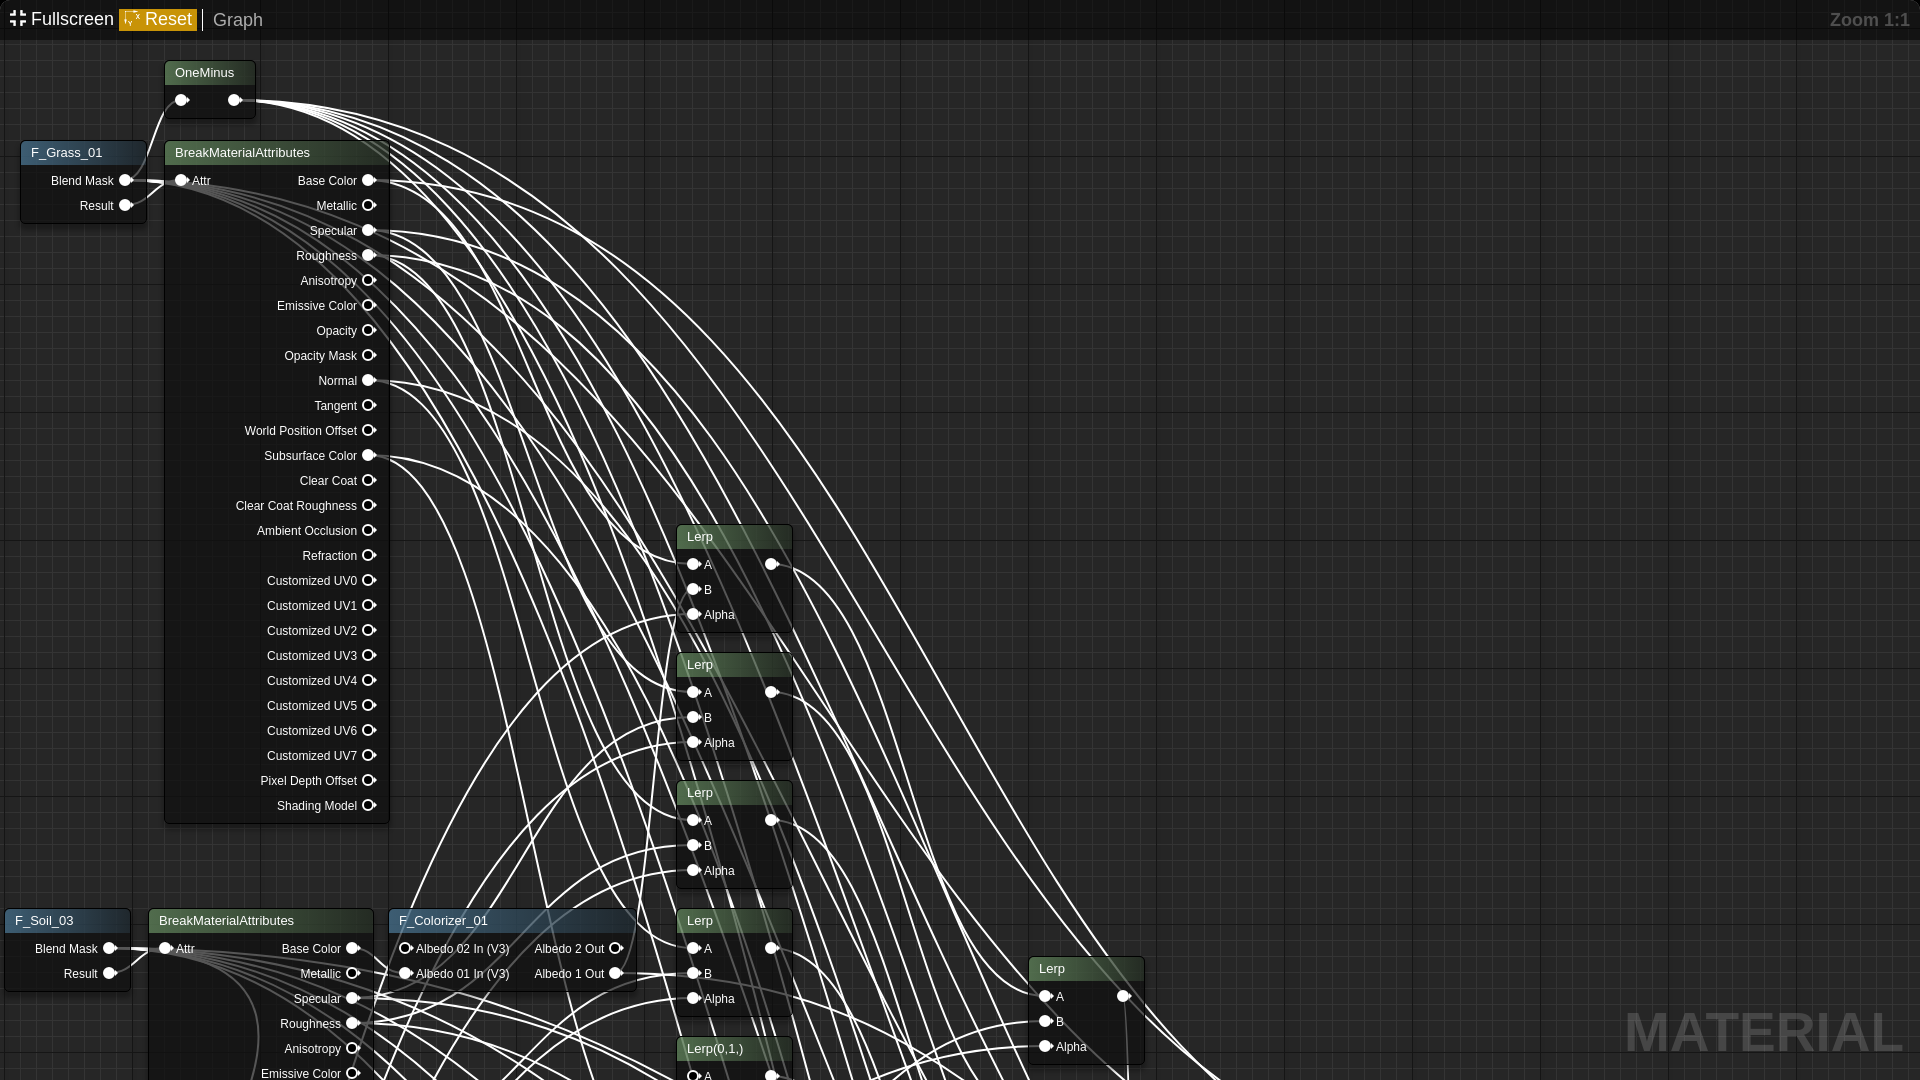 Fullscreen Reset Graph
Zoom 1:1
OneMinus
F_Grass_01
Blend Mask
Result
BreakMaterialAttributes
Attr
Base Color
Metallic
Specular
Roughness
Anisotropy
Emissive Color
Opacity
Opacity Mask
Normal
Tangent
World Position Offset
Subsurface Color
Clear Coat
Clear Coat Roughness
Ambient Occlusion
Refraction
Customized UV0
Customized UV1
Customized UV2
Customized UV3
Customized UV4
Customized UV5
Customized UV6
Customized UV7
Pixel Depth Offset
Shading Model
Lerp
A
B
Alpha
Lerp
A
B
Alpha
Lerp
A
B
Alpha
F_Soil_03
Blend Mask
Result
BreakMaterialAttributes
Attr
Base Color
Metallic
Specular
Roughness
Anisotropy
Emissive Color
F_Colorizer_01
Albedo 02 In (V3) Albedo 2 Out
Albedo 01 In (V3) Albedo 1 Out
Lerp
A
B
Alpha
Lerp(0,1,)
A
Lerp
A
B
Alpha
MATERIAL